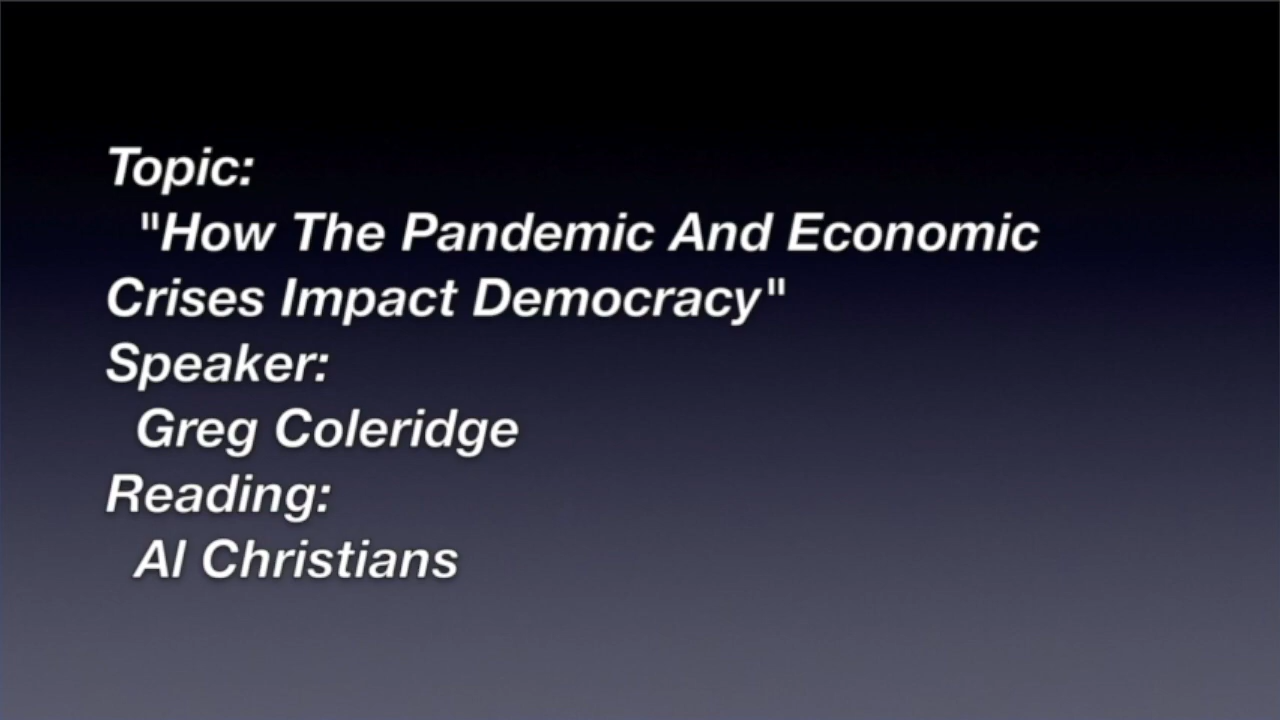 Topic:
"How The Pandemic And Economic
Crises Impact Democracy"
Speaker:
Greg Coleridge
Reading:
Al Christians